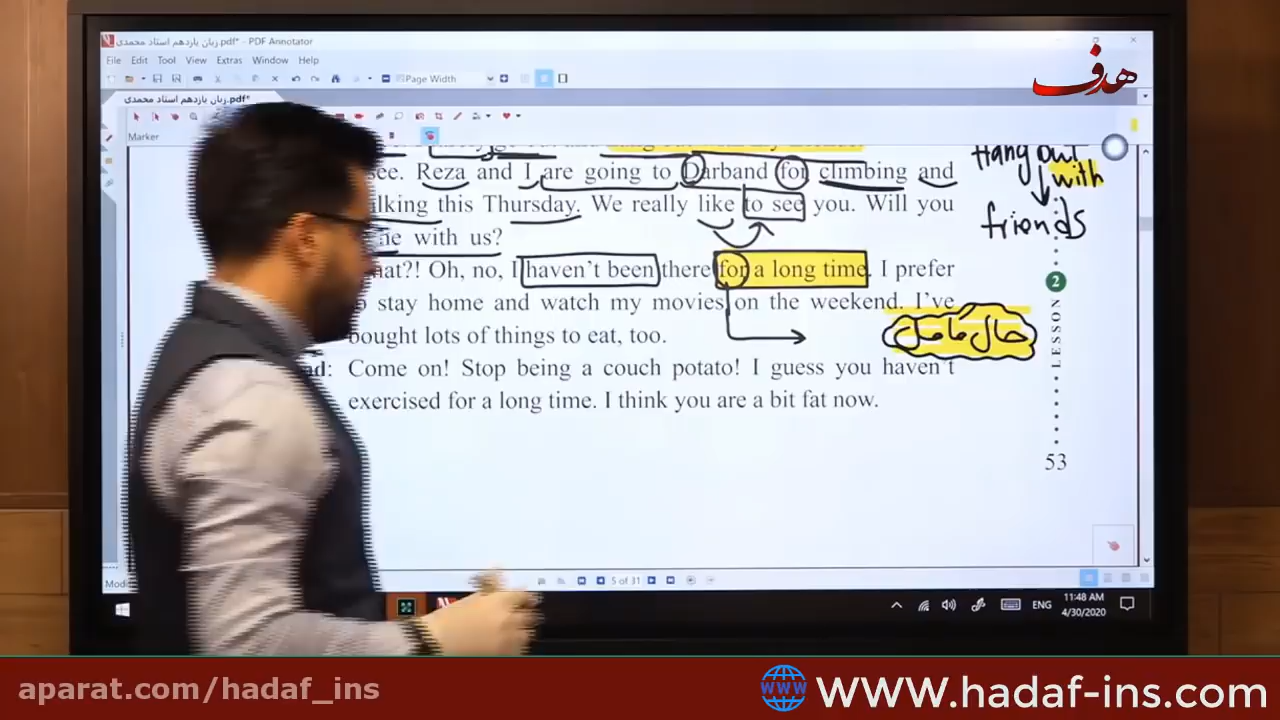 زبان یازدهم استاد محمدی.pdf* - PDF Annotator
هدف
File Edit Tool View Extras Window Help
Page Width
زبان یازدهم استاد محمدی.pdf*
Marker
Hang out
with
friends
see. Reza and I are going to Darband for climbing and
lking this Thursday. We really like to see you. Will you
me with us?
hat?! Oh, no, I haven't been there for a long time. I prefer
stay home and watch my movies on the weekend. I've
bought lots of things to eat, too.
حال کامل
ad: Come on! Stop being a couch potato! I guess you haven't
exercised for a long time. I think you are a bit fat now.
2
LESSON
53
5 of 31
ENG
11:48 AM
4/30/2020
aparat.com/hadaf_ins
www.hadaf-ins.com